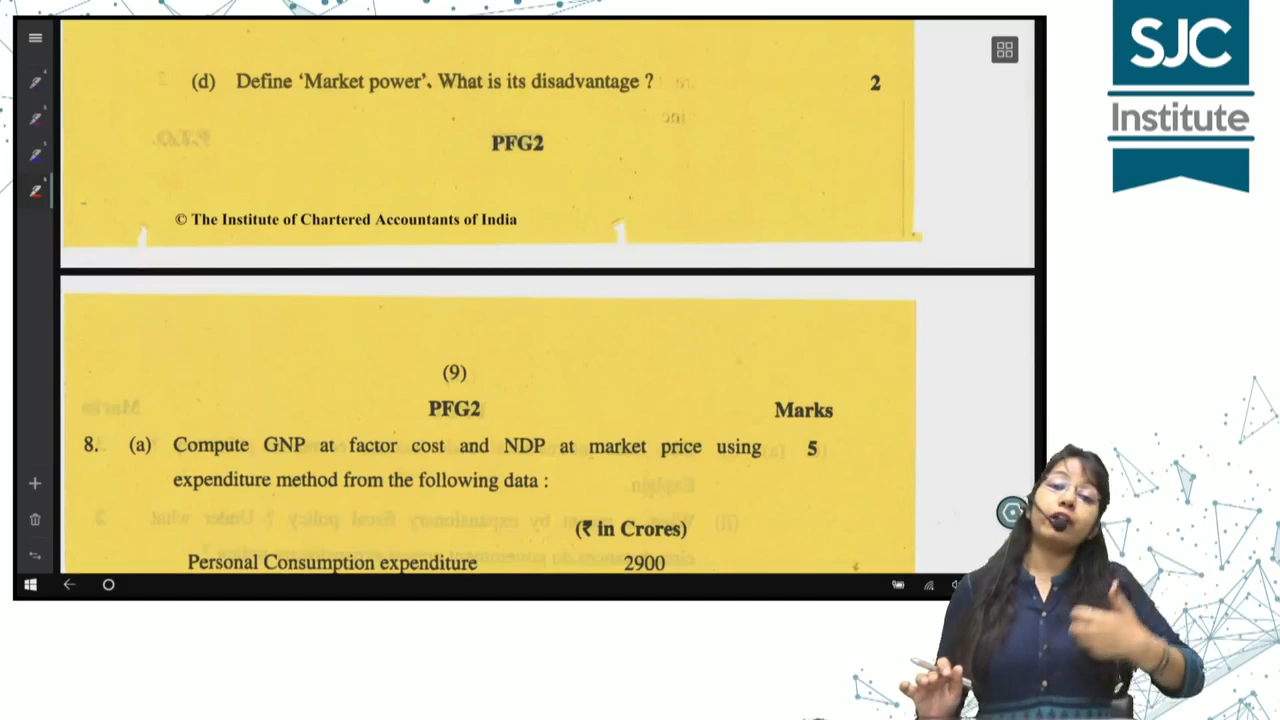 (d) Define ‘Market power’. What is its disadvantage ? 2
PFG2
© The Institute of Chartered Accountants of India
(9)
PFG2 Marks
8. (a) Compute GNP at factor cost and NDP at market price using 5
expenditure method from the following data :
(₹ in Crores)
Personal Consumption expenditure 2900
SJC
Institute